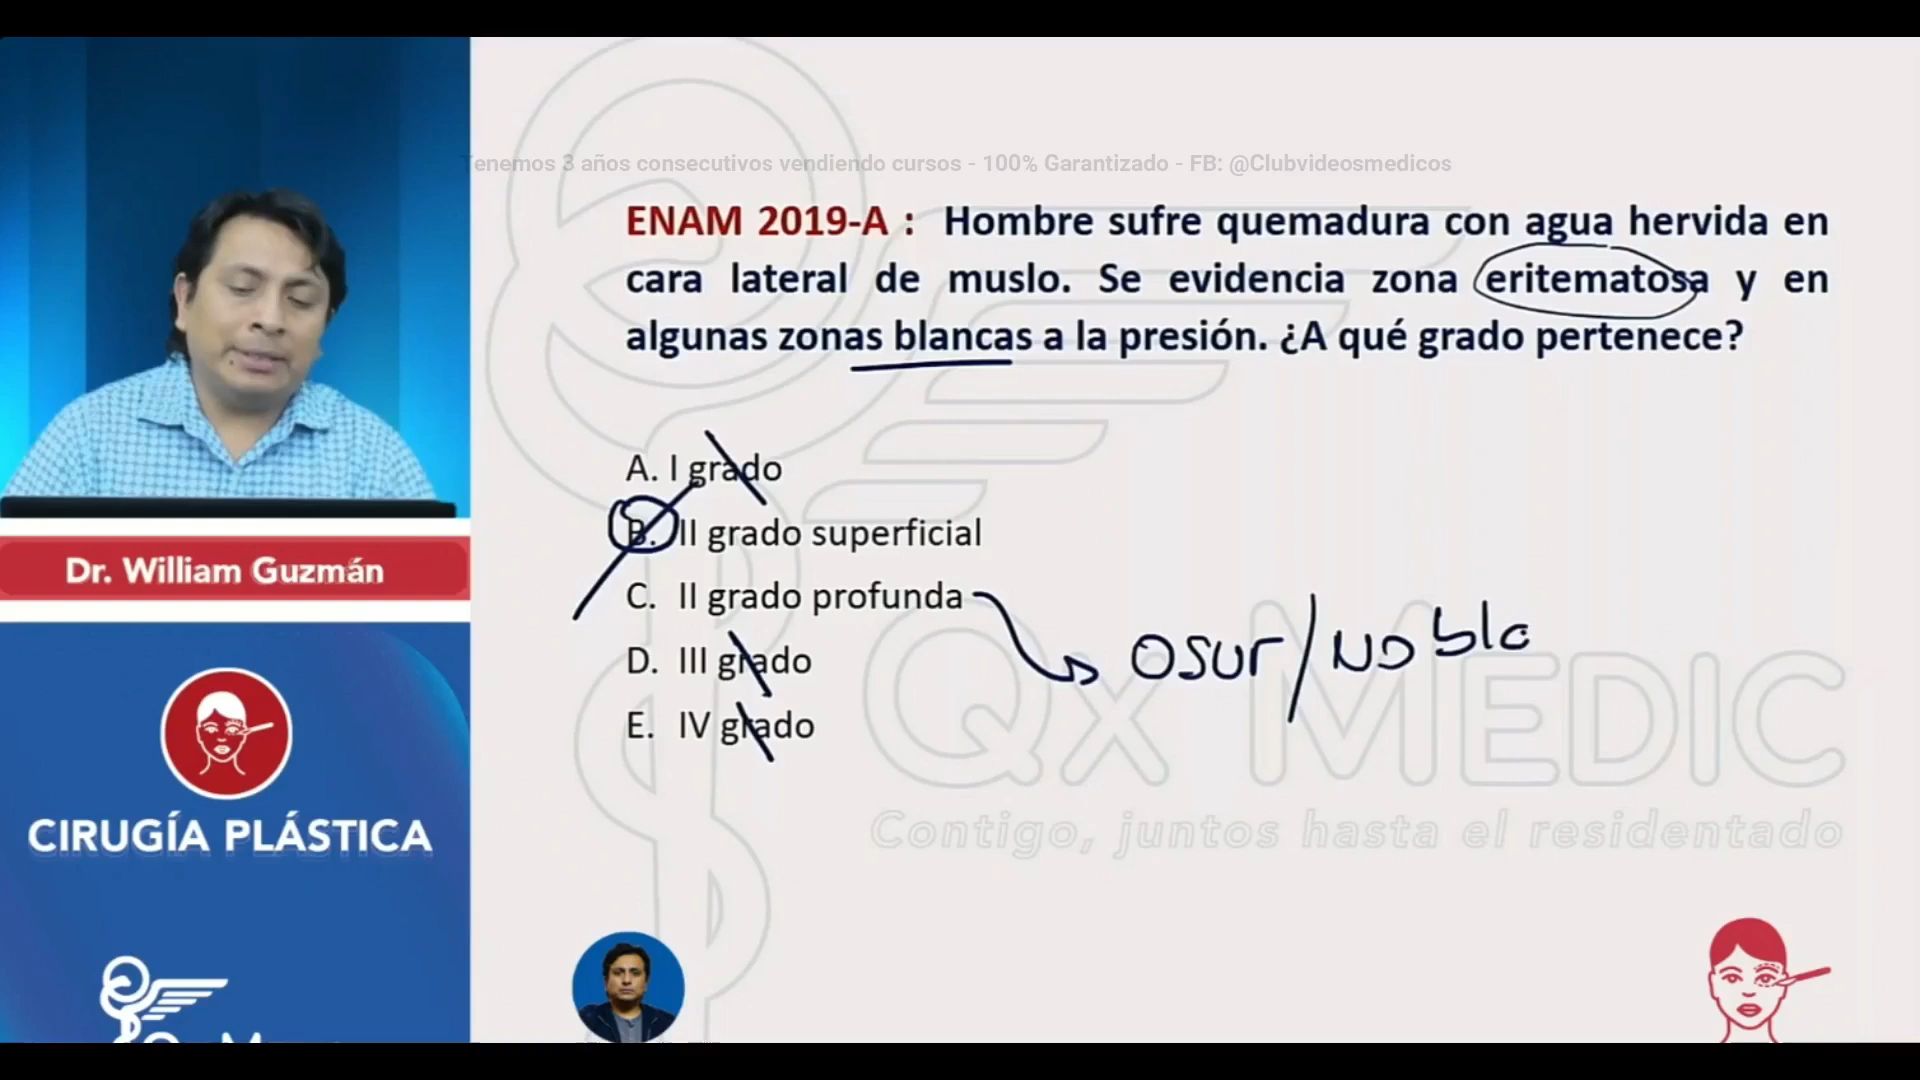 Tenemos 3 años consecutivos vendiendo cursos - 100% Garantizado - FB: @Clubvideosmedicos
ENAM 2019-A : Hombre sufre quemadura con agua hervida en
cara lateral de muslo. Se evidencia zona eritematosa y en
algunas zonas blancas a la presión. ¿A qué grado pertenece?
A. I grado
B. II grado superficial
C. II grado profunda
D. III grado
E. IV grado
OSUr/NO bla
Dr. William Guzmán
CIRUGÍA PLÁSTICA
Qx MEDIC
Contigo, juntos hasta el residentado